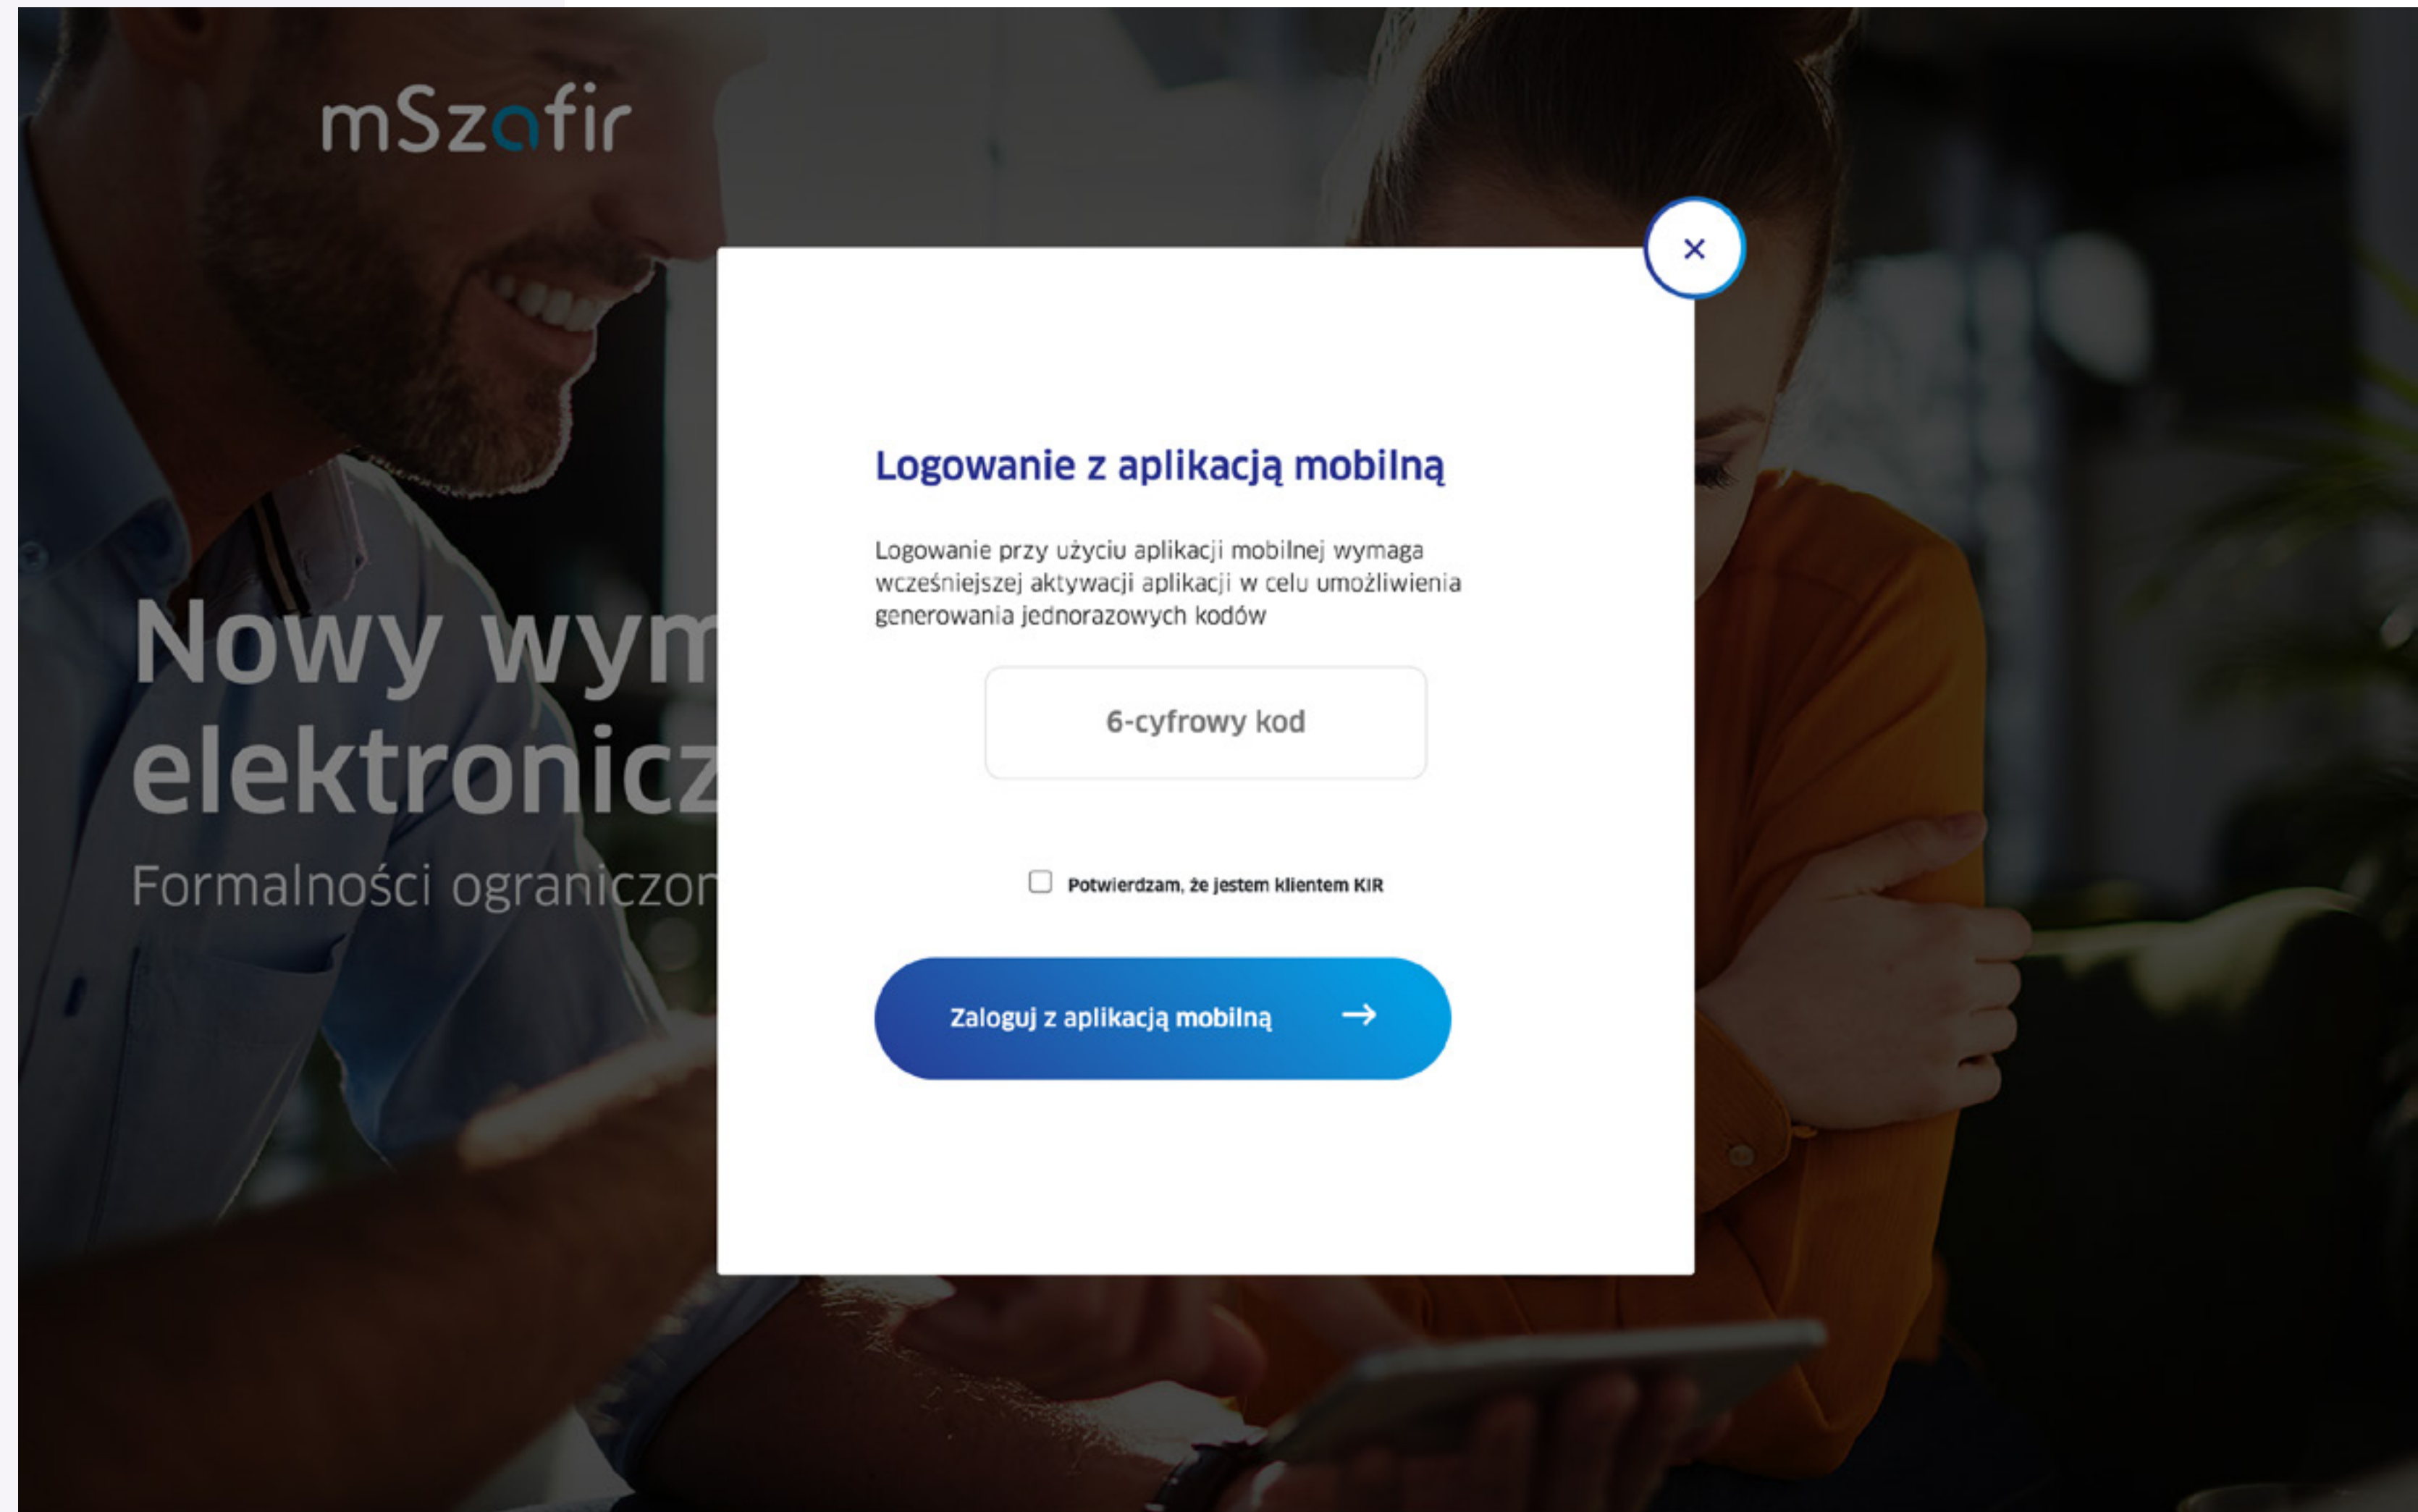 mSzafir
Logowanie z aplikacją mobilną
Logowanie przy użyciu aplikacji mobilnej wymaga
wcześniejszej aktywacji aplikacji w celu umożliwienia
generowania jednorazowych kodów
6-cyfrowy kod
Potwierdzam, że jestem klientem KIR
Zaloguj z aplikacją mobilną
Nowy wym
elektronicz
Formalności ograniczon